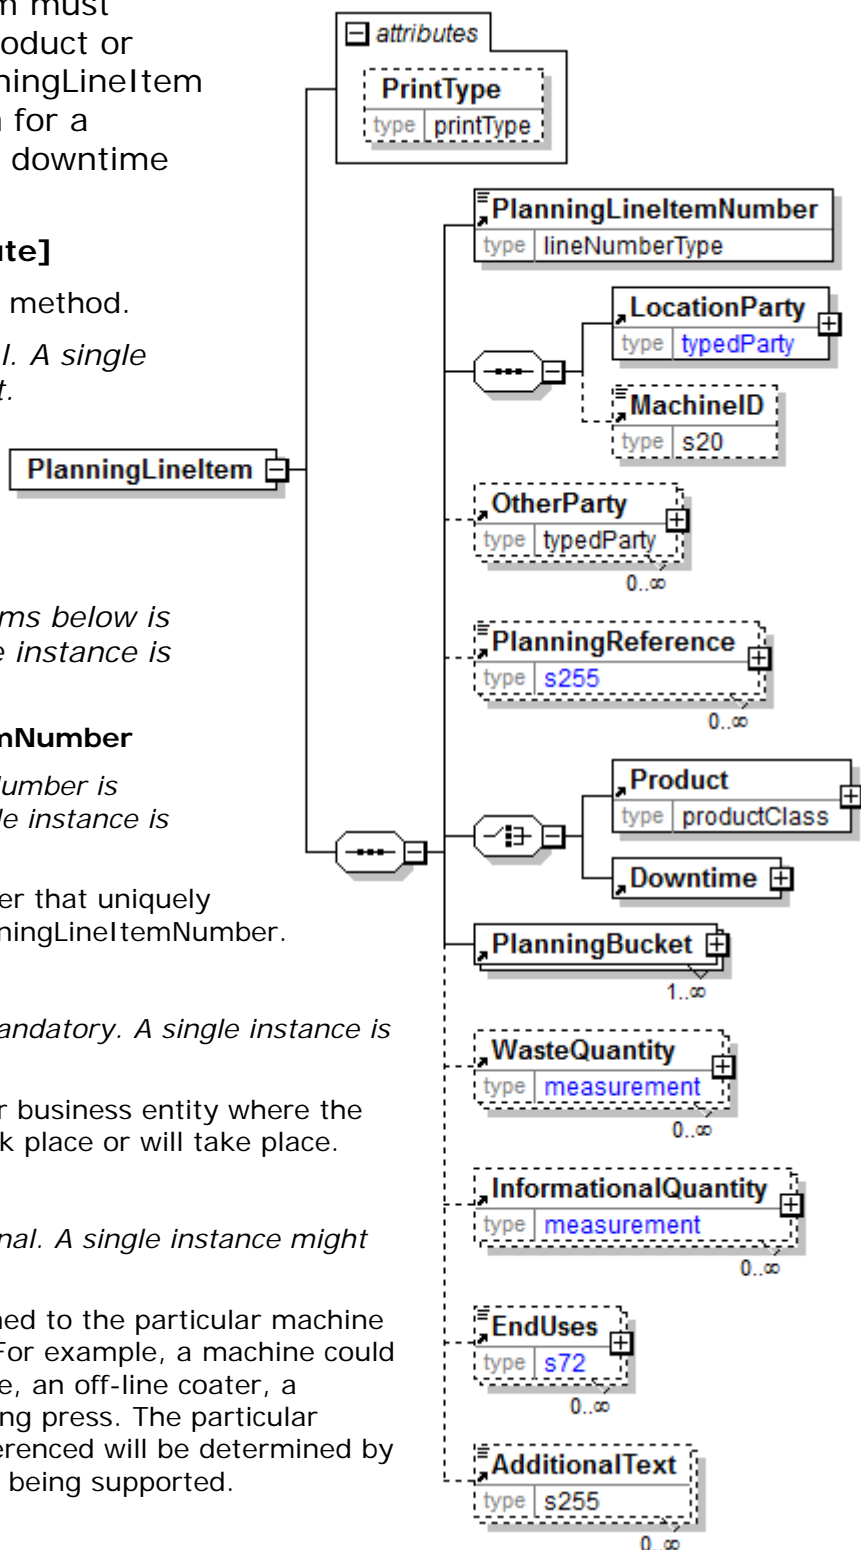 m must
oduct or
ningLineItem
n for a
downtime
ute]
method.
l. A single
t.
ms below is
e instance is
mNumber
Number is
le instance is
er that uniquely
nningLineItemNumber.
andatory. A single instance is
r business entity where the
k place or will take place.
nal. A single instance might
ned to the particular machine
For example, a machine could
e, an off-line coater, a
ng press. The particular
erenced will be determined by
being supported.
PlanningLineItem
attributes
PrintType
type printType
PlanningLineItemNumber
type lineNumberType
LocationParty
type typedParty
MachineID
type s20
OtherParty
type typedParty
0..∞
PlanningReference
type s255
0..∞
Product
type productClass
Downtime
PlanningBucket
1..∞
WasteQuantity
type measurement
0..∞
InformationalQuantity
type measurement
0..∞
EndUses
type s72
0..∞
AdditionalText
type s255
0..∞